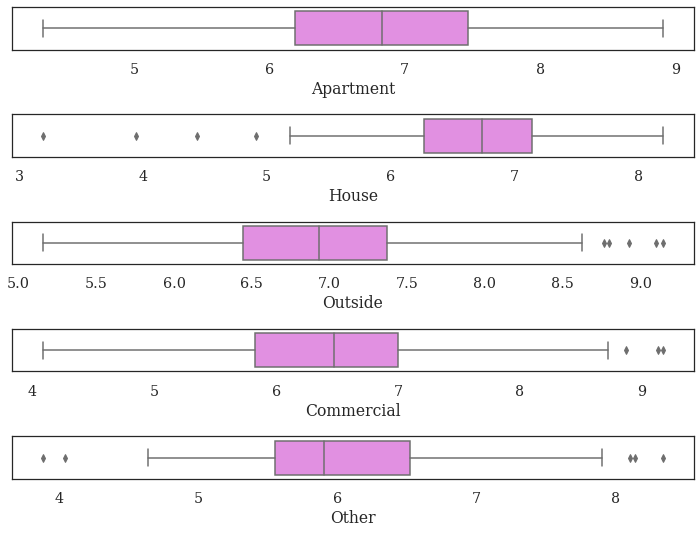 5 6 7 8 9
Apartment
3 4 5 6 7 8
House
5.0 5.5 6.0 6.5 7.0 7.5 8.0 8.5 9.0
Outside
4 5 6 7 8 9
Commercial
4 5 6 7 8
Other